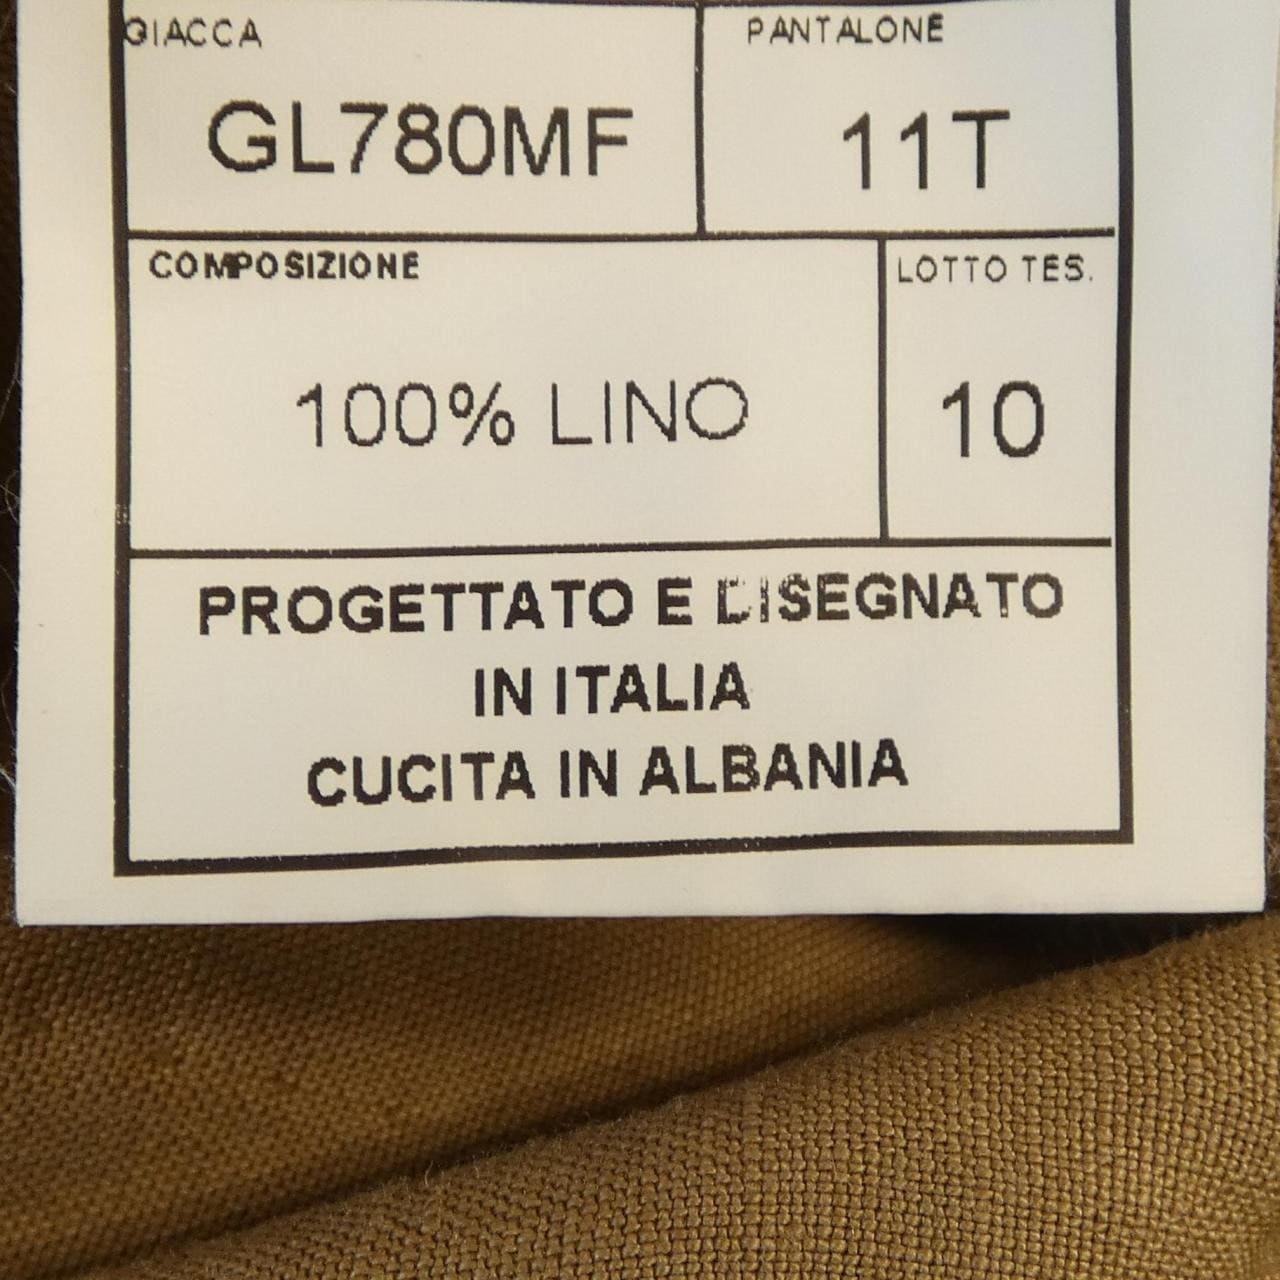 GIACCA
PANTALONE
GL780MF
11T
COMPOSIZIONE
LOTTO TES.
100% LINO
10
PROGETTATO E DISEGNATO
IN ITALIA
CUCITA IN ALBANIA